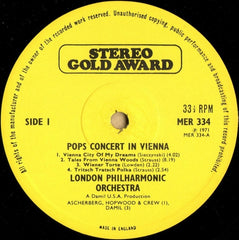 All rights of the manufacturer and of the owner of the recorded work reserved. Unauthorised copying, public performance and broadcasting of this record prohibited.
STEREO
GOLD AWARD
33⅓ RPM
SIDE 1
MER 334
℗ 1971
MER 334-A
POPS CONCERT IN VIENNA
1. Vienna City Of My Dreams (Sieczynski) (4.02)
2. Tales From Vienna Woods (Strauss) (8.19)
3. Wiener Torte (Lowden) (2.20)
4. Tritsch Tratsch Polka (Strauss) (2.54)
LONDON PHILHARMONIC
ORCHESTRA
A Damil U.S.A. Production
ASCHERBERG, HOPWOOD & CREW (1),
DAMIL (3)
MADE IN ENGLAND